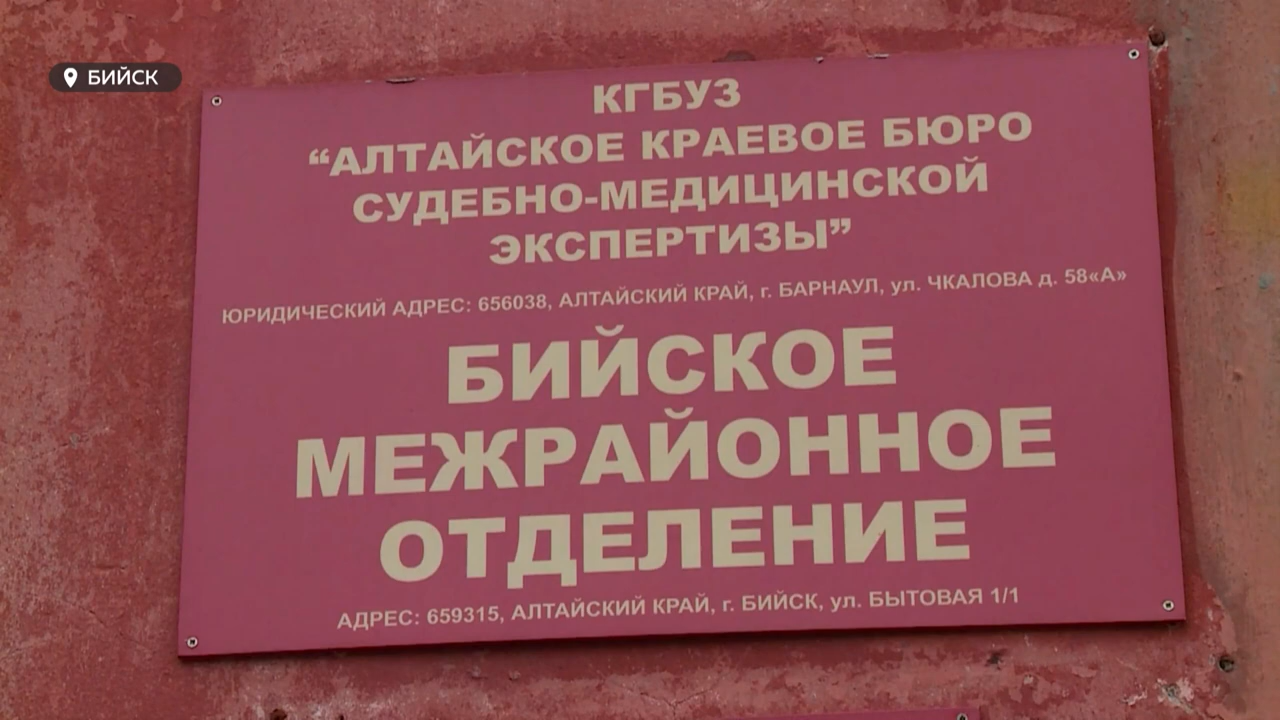 БИЙСК
КГБУЗ
“АЛТАЙСКОЕ КРАЕВОЕ БЮРО
СУДЕБНО-МЕДИЦИНСКОЙ
ЭКСПЕРТИЗЫ”
ЮРИДИЧЕСКИЙ АДРЕС: 656038, АЛТАЙСКИЙ КРАЙ, г. БАРНАУЛ, ул. ЧКАЛОВА д. 58«А»
БИЙСКОЕ
МЕЖРАЙОННОЕ
ОТДЕЛЕНИЕ
АДРЕС: 659315, АЛТАЙСКИЙ КРАЙ, г. БИЙСК, ул. БЫТОВАЯ 1/1